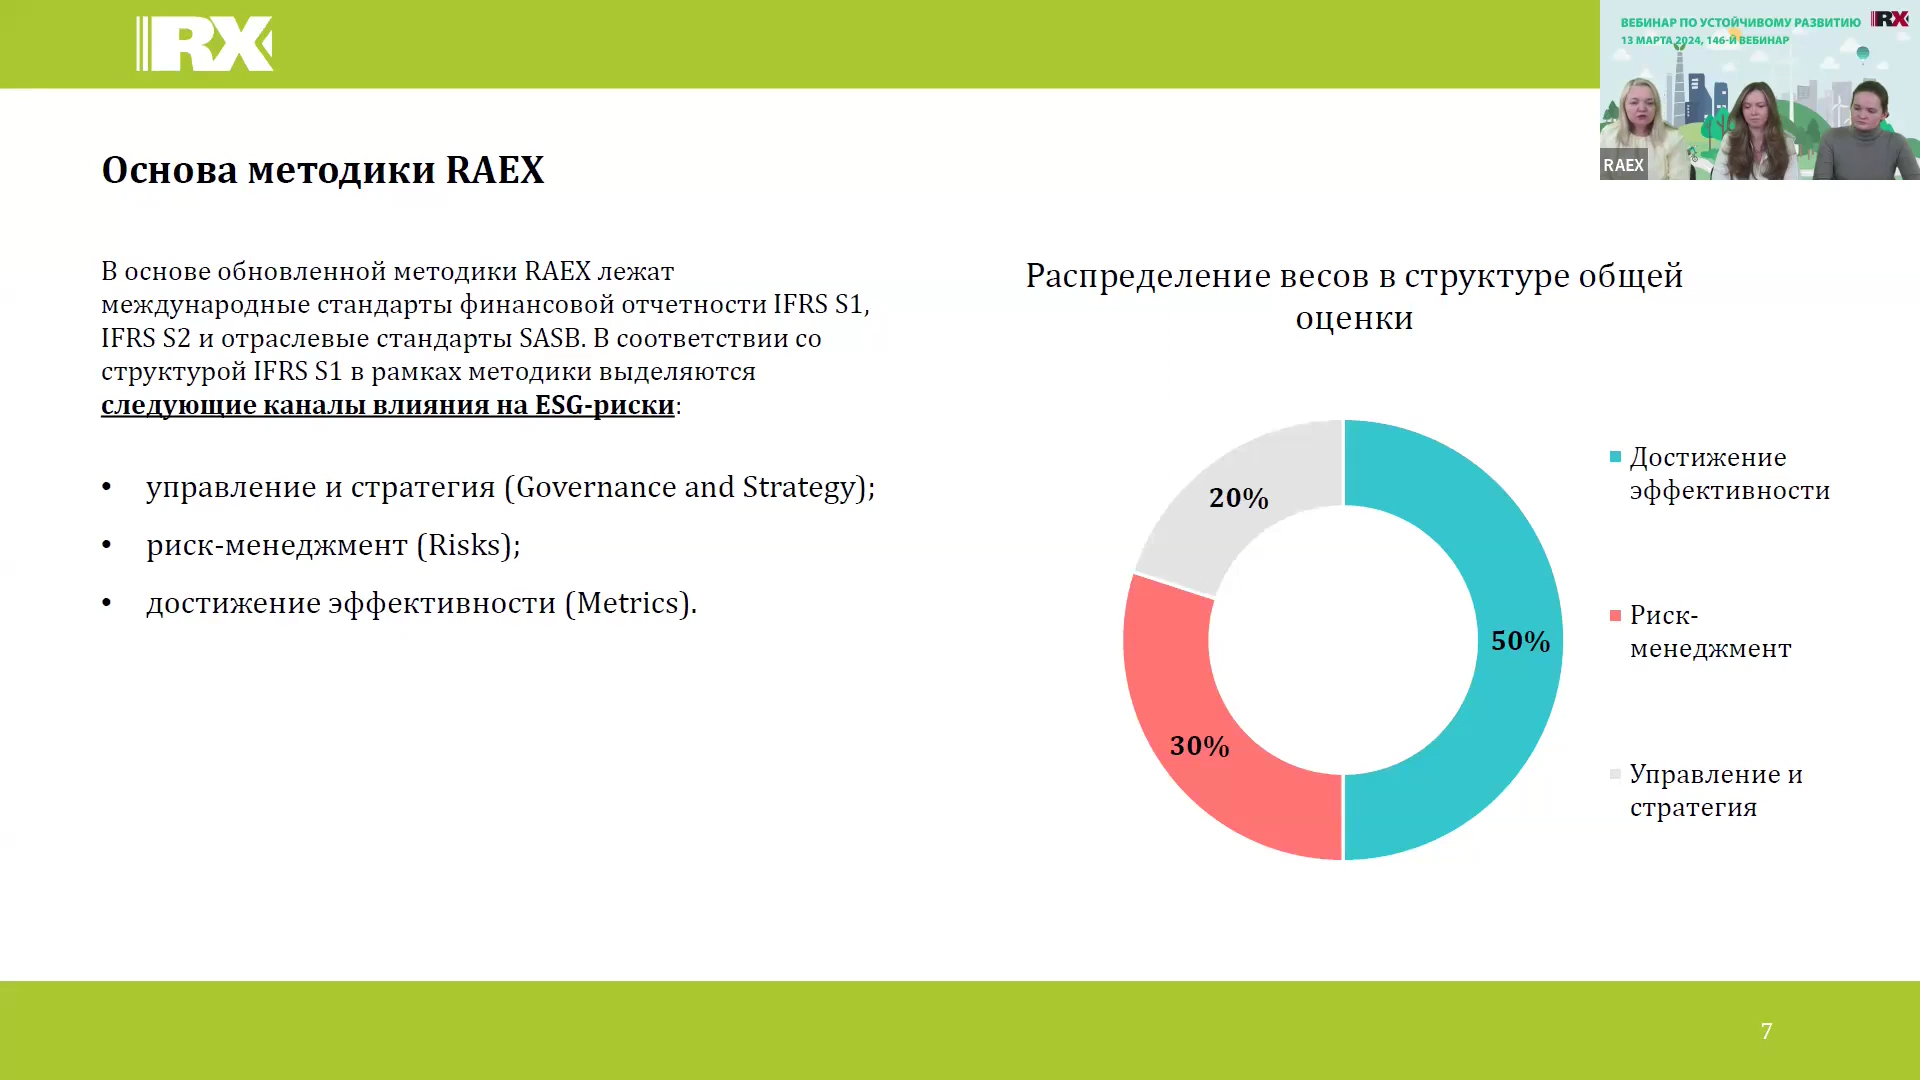 RX
ВЕБИНАР ПО УСТОЙЧИВОМУ РАЗВИТИЮ
RX
13 МАРТА 2024, 146-Й ВЕБИНАР
RAEX
Основа методики RAEX
В основе обновленной методики RAEX лежат
международные стандарты финансовой отчетности IFRS S1,
IFRS S2 и отраслевые стандарты SASB. В соответствии со
структурой IFRS S1 в рамках методики выделяются
следующие каналы влияния на ESG-риски:
• управление и стратегия (Governance and Strategy);
• риск-менеджмент (Risks);
• достижение эффективности (Metrics).
Распределение весов в структуре общей
оценки
20%
50%
30%
Достижение
эффективности
Риск-
менеджмент
Управление и
стратегия
7